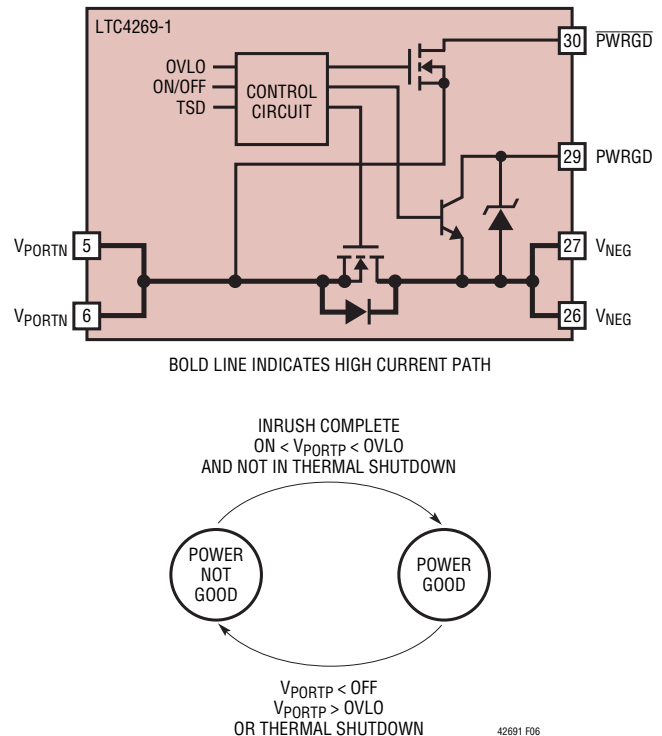 LTC4269-1
30 P̅W̅R̅G̅D̅
OVLO
ON/OFF
TSD
CONTROL
CIRCUIT
29 PWRGD
VPORTN 5
27 VNEG
VPORTN 6
26 VNEG
BOLD LINE INDICATES HIGH CURRENT PATH
INRUSH COMPLETE
ON < VPORTP < OVLO
AND NOT IN THERMAL SHUTDOWN
POWER
NOT
GOOD
POWER
GOOD
VPORTP < OFF
VPORTP > OVLO
OR THERMAL SHUTDOWN
42691 F06